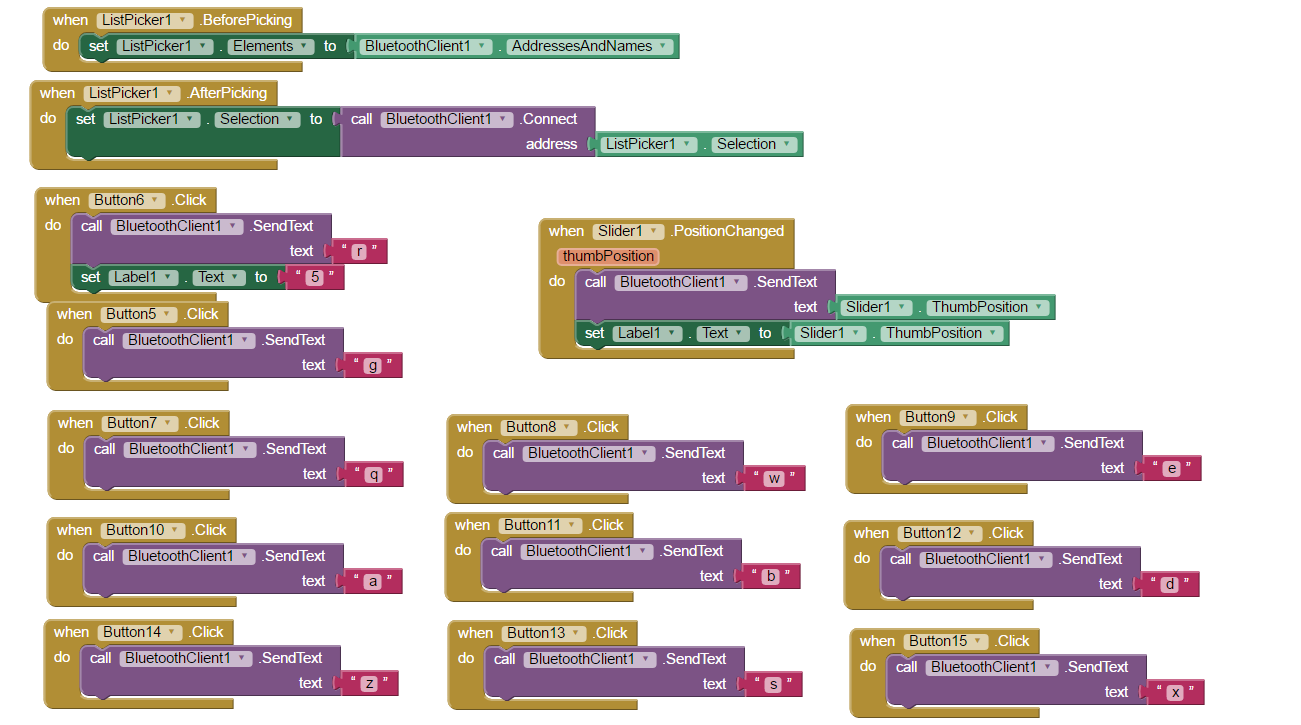 when ListPicker1 .BeforePicking
do set ListPicker1 . Elements to BluetoothClient1 . AddressesAndNames
when ListPicker1 .AfterPicking
do set ListPicker1 . Selection to call BluetoothClient1 .Connect
address ListPicker1 . Selection
when Button6 .Click
do call BluetoothClient1 .SendText
text " r "
set Label1 . Text to " 5 "
when Slider1 .PositionChanged
thumbPosition
do call BluetoothClient1 .SendText
text Slider1 . ThumbPosition
set Label1 . Text to Slider1 . ThumbPosition
when Button5 .Click
do call BluetoothClient1 .SendText
text " g "
when Button7 .Click
do call BluetoothClient1 .SendText
text " q "
when Button8 .Click
do call BluetoothClient1 .SendText
text " w "
when Button9 .Click
do call BluetoothClient1 .SendText
text " e "
when Button10 .Click
do call BluetoothClient1 .SendText
text " a "
when Button11 .Click
do call BluetoothClient1 .SendText
text " b "
when Button12 .Click
do call BluetoothClient1 .SendText
text " d "
when Button14 .Click
do call BluetoothClient1 .SendText
text " z "
when Button13 .Click
do call BluetoothClient1 .SendText
text " s "
when Button15 .Click
do call BluetoothClient1 .SendText
text " x "